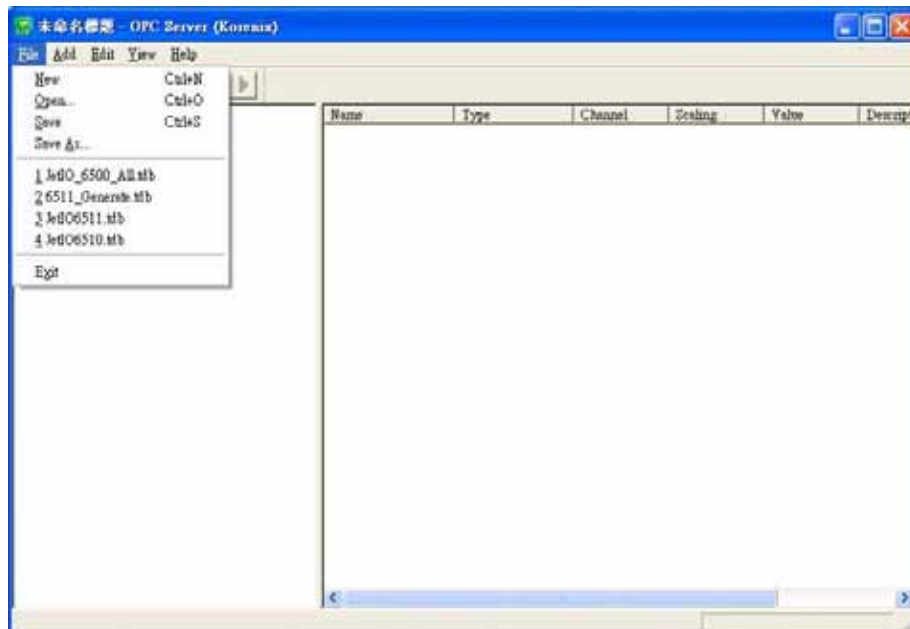 未命名標題 - OPC Server (Korenix)
File Add Edit View Help
New Ctrl+N
Open... Ctrl+O
Save Ctrl+S
Save As...
1 JetIO_6500_All.tfb
2 6511_Generate.tfb
3 JetIO6511.tfb
4 JetIO6510.tfb
Exit
Name Type Channel Scaling Value Descript